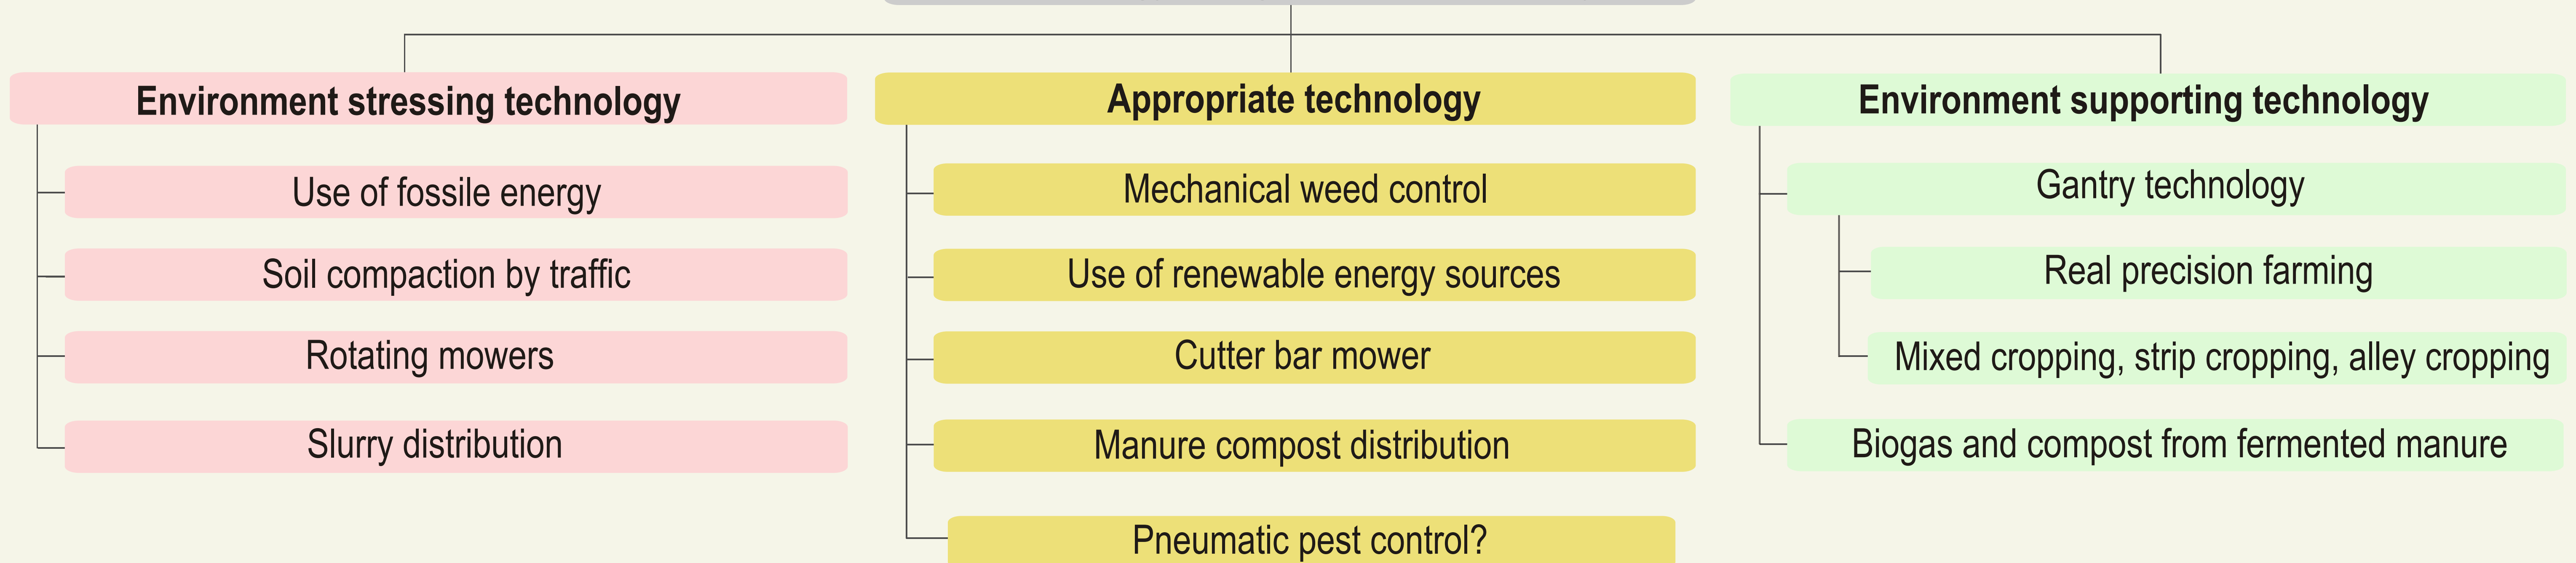 Environment stressing technology
Use of fossile energy
Soil compaction by traffic
Rotating mowers
Slurry distribution
Appropriate technology
Mechanical weed control
Use of renewable energy sources
Cutter bar mower
Manure compost distribution
Pneumatic pest control?
Environment supporting technology
Gantry technology
Real precision farming
Mixed cropping, strip cropping, alley cropping
Biogas and compost from fermented manure